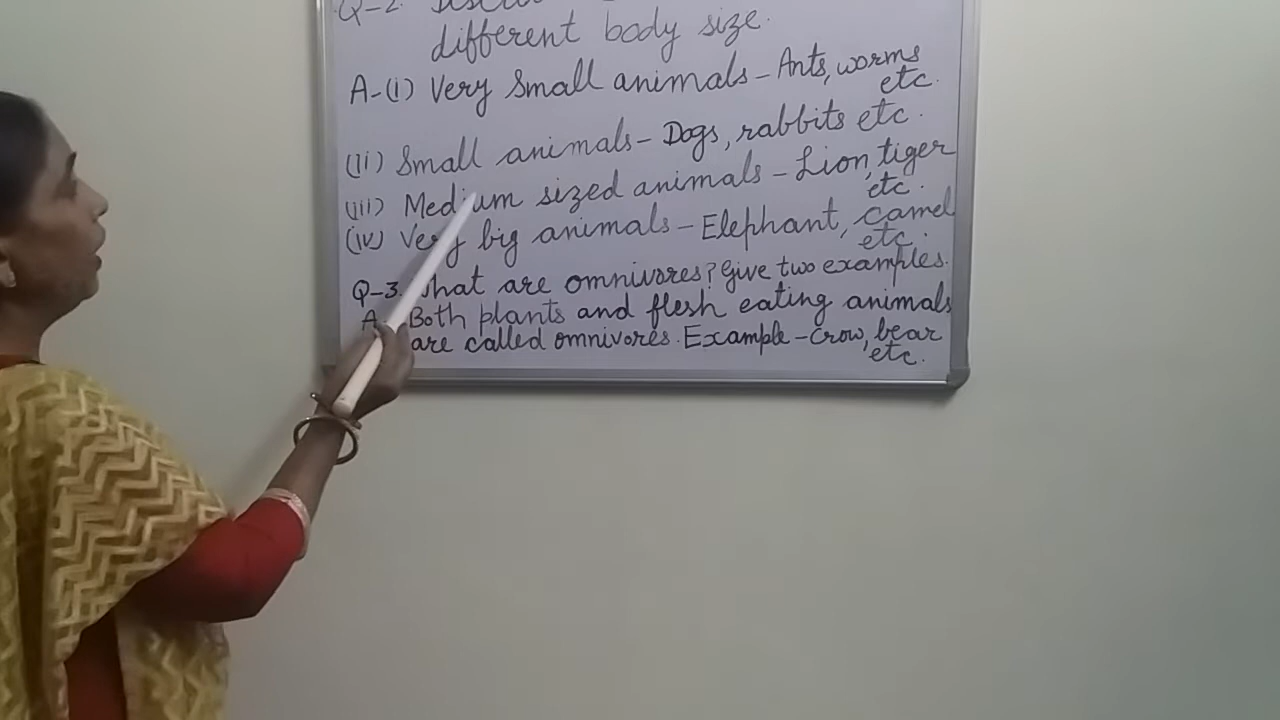 Q-2.
different body size.
A-(i) Very Small animals - Ants, worms
etc.
(ii) Small animals - Dogs, rabbits etc.
(iii) Medium sized animals - Lion, tiger
etc.
(iv) Very big animals - Elephant, camel
etc.
Q-3. What are omnivores? Give two examples.
A Both plants and flesh eating animals
are called omnivores. Example - Crow, bear
etc.